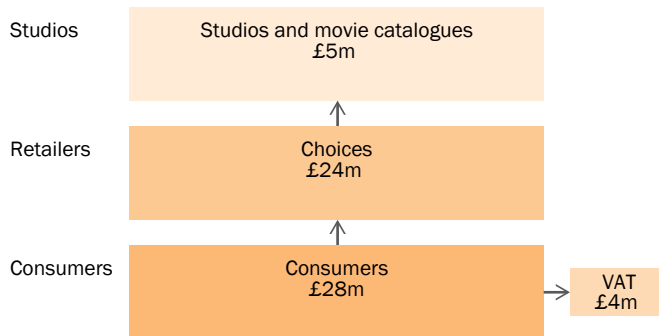 Studios
Studios and movie catalogues
£5m
Retailers
Choices
£24m
Consumers
Consumers
£28m
VAT
£4m